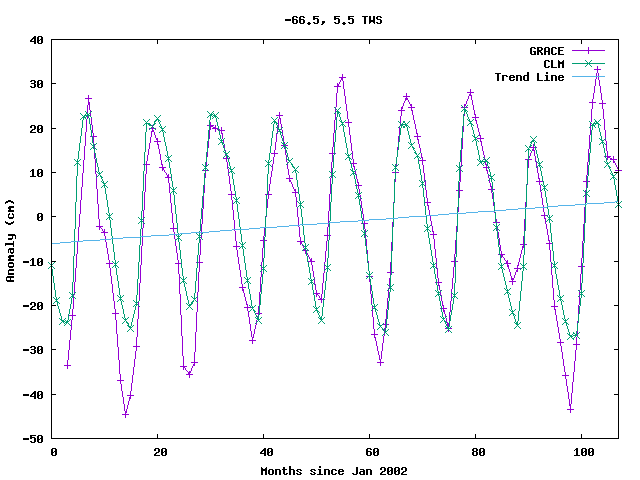 -66.5, 5.5 TWS
GRACE
CLM
Trend Line
40
30
20
10
0
-10
-20
-30
-40
-50
Anomaly (cm)
0 20 40 60 80 100
Months since Jan 2002